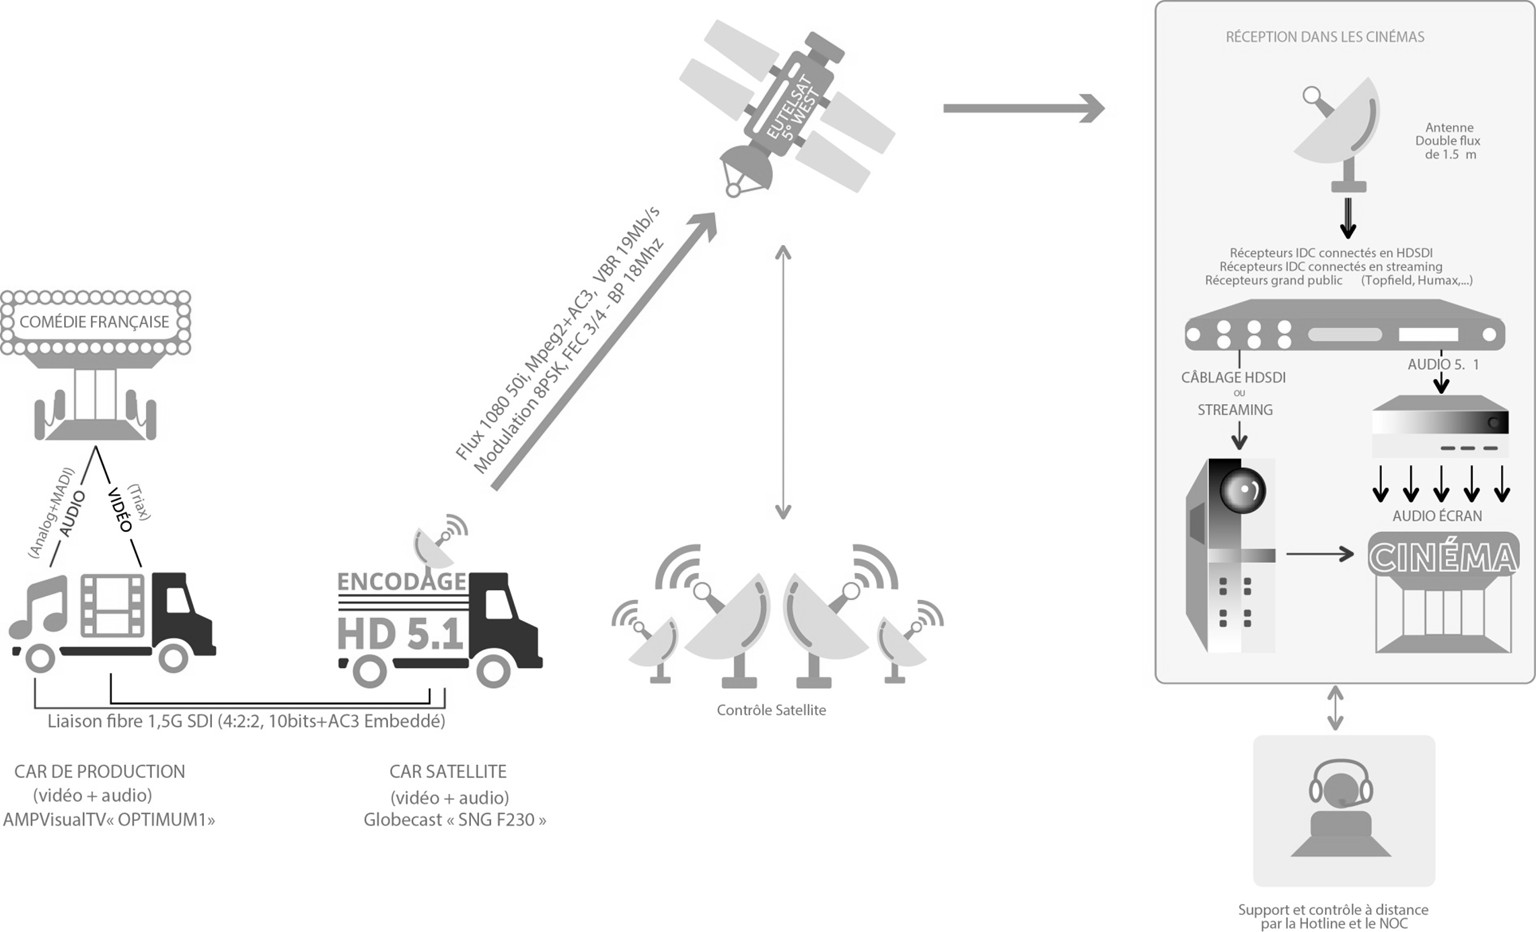 COMÉDIE FRANÇAISE
(Analog+MADI)
AUDIO
VIDÉO
(Triax)
Liaison fibre 1,5G SDI (4:2:2, 10bits+AC3 Embeddé)
CAR DE PRODUCTION
(vidéo + audio)
AMPVisualTV« OPTIMUM1»
ENCODAGE
HD 5.1
CAR SATELLITE
(vidéo + audio)
Globecast « SNG F230 »
Flux 1080 50i, Mpeg2+AC3, VBR 19Mb/s
Modulation 8PSK, FEC 3/4 - BP 18Mhz
EUTELSAT
5° WEST
Contrôle Satellite
RÉCEPTION DANS LES CINÉMAS
Antenne
Double flux
de 1.5 m
Récepteurs IDC connectés en HDSDI
Récepteurs IDC connectés en streaming
Récepteurs grand public (Topfield, Humax,...)
CÂBLAGE HDSDI
OU
STREAMING
AUDIO 5. 1
AUDIO ÉCRAN
CINÉMA
Support et contrôle à distance
par la Hotline et le NOC